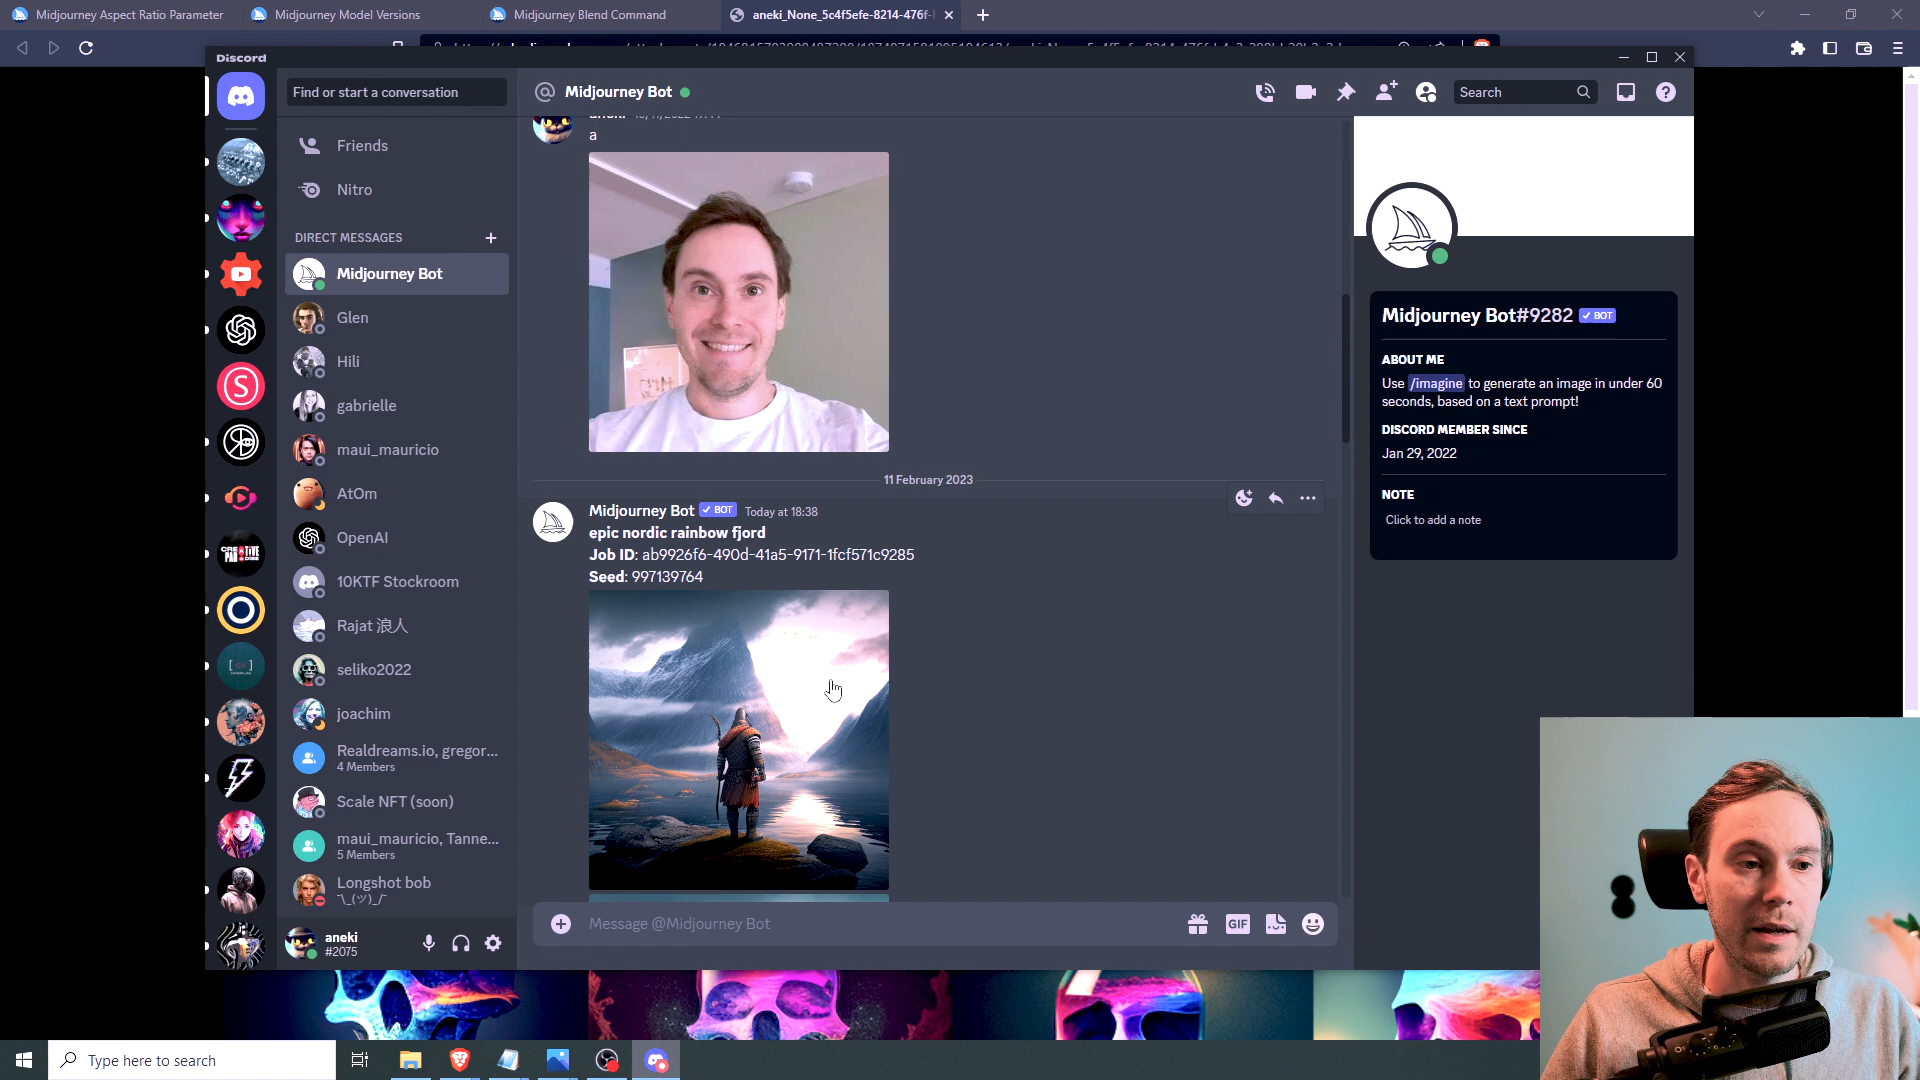 Midjourney Aspect Ratio Parameter
Midjourney Model Versions
Midjourney Blend Command
aneki_None_5c4f5efe-8214-476f-
Discord
Find or start a conversation
Friends
Nitro
DIRECT MESSAGES
Midjourney Bot
Glen
Hili
gabrielle
maui_mauricio
AtOm
OpenAI
10KTF Stockroom
Rajat 浪人
seliko2022
joachim
Realdreams.io, gregor...
4 Members
Scale NFT (soon)
maui_mauricio, Tanne...
5 Members
Longshot bob
¯\_(ツ)_/¯
aneki
#2075
Midjourney Bot
Search
a
11 February 2023
Midjourney Bot BOT Today at 18:38
epic nordic rainbow fjord
Job ID: ab9926f6-490d-41a5-9171-1fcf571c9285
Seed: 997139764
Message @Midjourney Bot
GIF
Midjourney Bot#9282 BOT
ABOUT ME
Use /imagine to generate an image in under 60
seconds, based on a text prompt!
DISCORD MEMBER SINCE
Jan 29, 2022
NOTE
Click to add a note
Type here to search